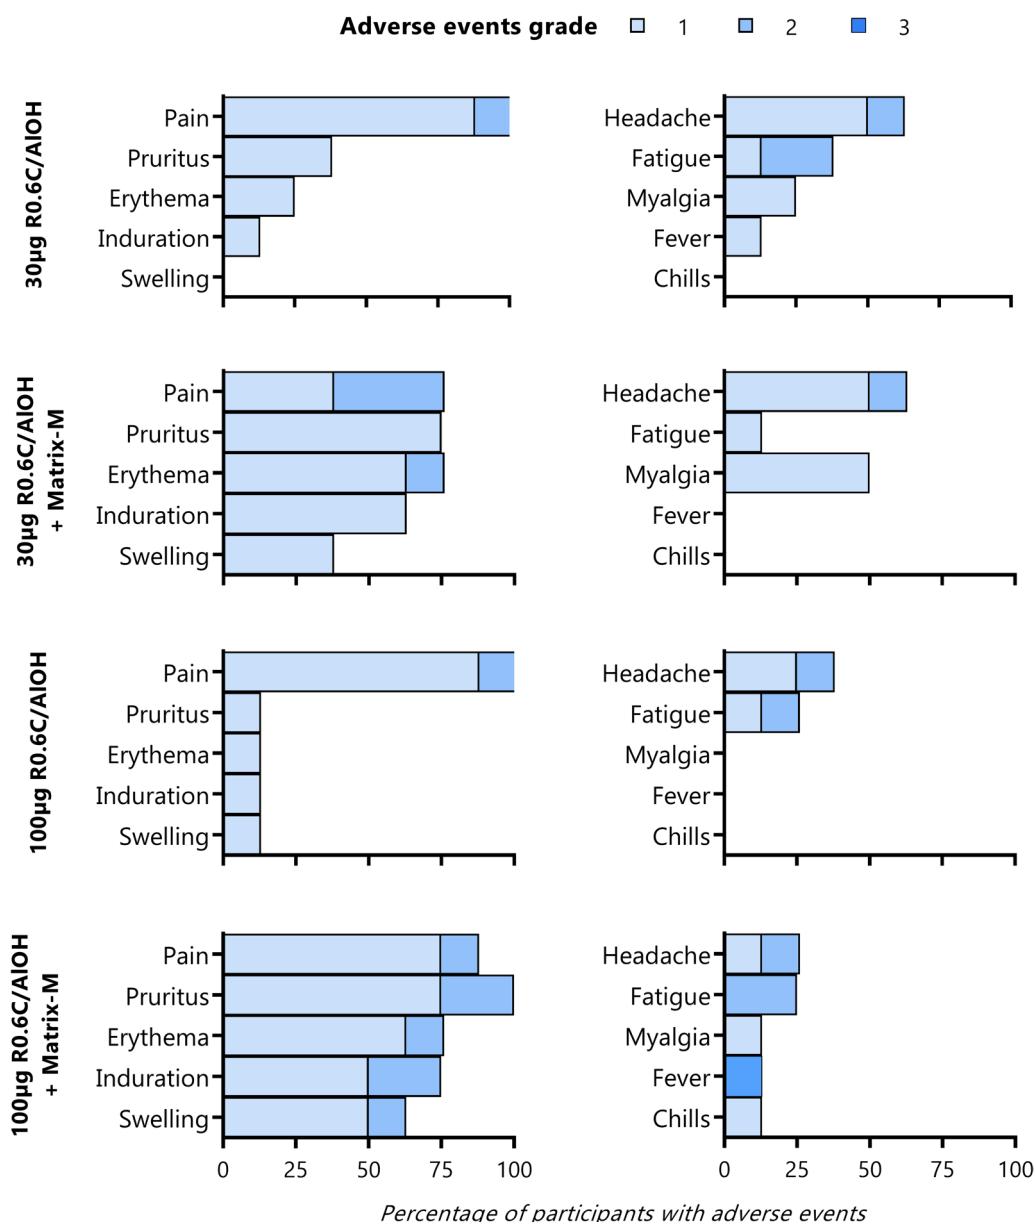 Adverse events grade 1 2 3
30µg R0.6C/AlOH
Pain
Pruritus
Erythema
Induration
Swelling
Headache
Fatigue
Myalgia
Fever
Chills
30µg R0.6C/AlOH
+ Matrix-M
Pain
Pruritus
Erythema
Induration
Swelling
Headache
Fatigue
Myalgia
Fever
Chills
100µg R0.6C/AlOH
Pain
Pruritus
Erythema
Induration
Swelling
Headache
Fatigue
Myalgia
Fever
Chills
100µg R0.6C/AlOH
+ Matrix-M
Pain
Pruritus
Erythema
Induration
Swelling
0 25 50 75 100
Headache
Fatigue
Myalgia
Fever
Chills
0 25 50 75 100
Percentage of participants with adverse events